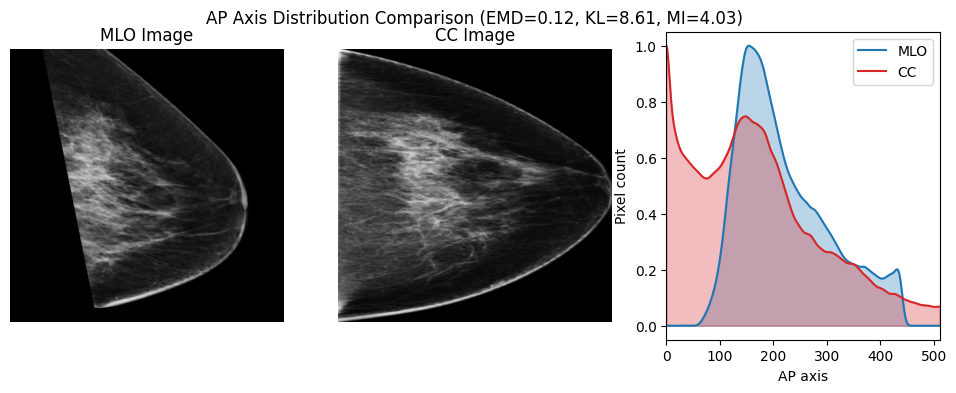 AP Axis Distribution Comparison (EMD=0.12, KL=8.61, MI=4.03)
MLO Image
CC Image
MLO
CC
1.0
0.8
0.6
0.4
0.2
0.0
Pixel count
0 100 200 300 400 500
AP axis